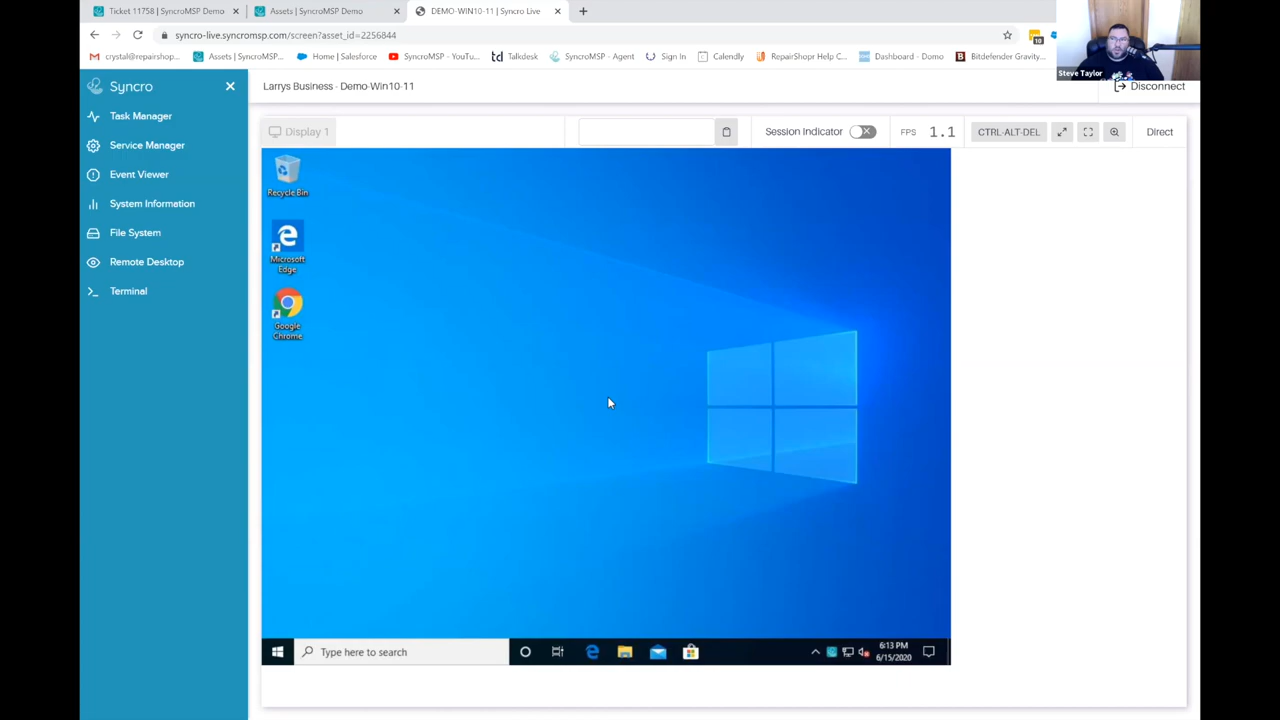 Ticket 11758 | SyncroMSP Demo
Assets | SyncroMSP Demo
DEMO-WIN10-11 | Syncro Live
syncro-live.syncromsp.com/screen?asset_id=2256844
10
crystal@repairshop...
Assets | SyncroMSP...
Home | Salesforce
SyncroMSP - YouTu...
Talkdesk
SyncroMSP - Agent
Sign In
Calendly
RepairShopr Help C...
Dashboard - Domo
Bitdefender Gravity...
Steve Taylor
Syncro
Larrys Business - Demo-Win10-11
Disconnect
Task Manager
Service Manager
Event Viewer
System Information
File System
Remote Desktop
Terminal
Display 1
Session Indicator
FPS
1.1
CTRL-ALT-DEL
Direct
Recycle Bin
Microsoft
Edge
Google
Chrome
Type here to search
6:13 PM
6/15/2020